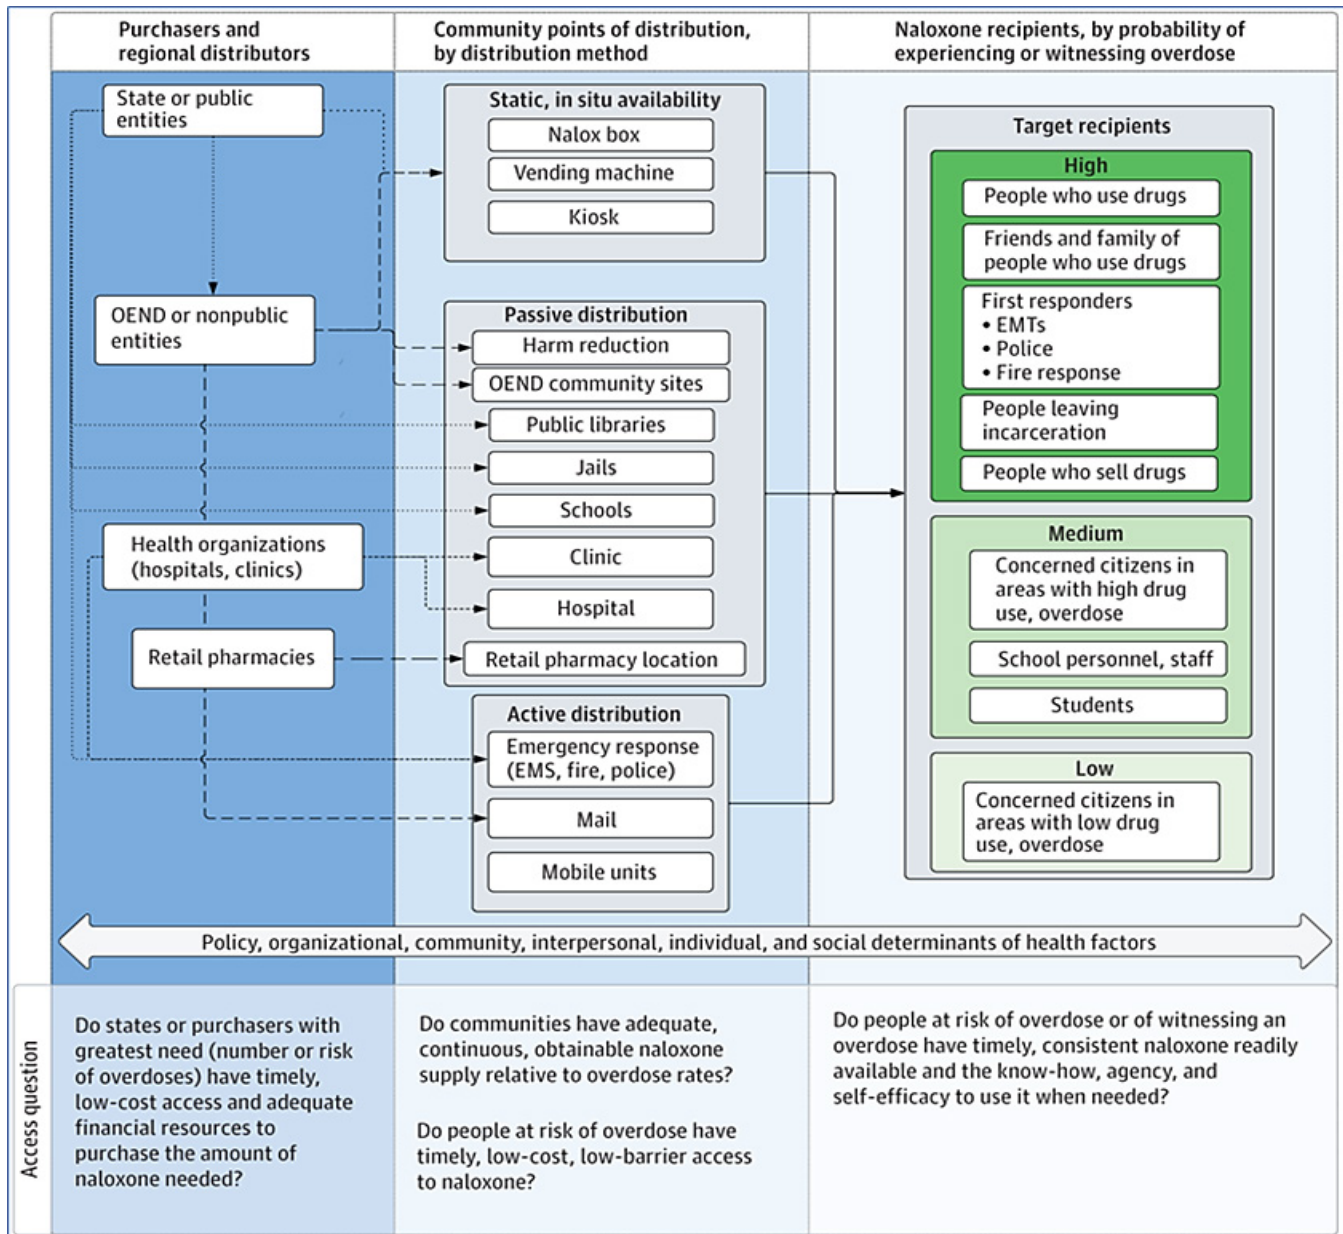 Purchasers and
regional distributors
Community points of distribution,
by distribution method
Naloxone recipients, by probability of
experiencing or witnessing overdose
State or public
entities
OEND or nonpublic
entities
Health organizations
(hospitals, clinics)
Retail pharmacies
Static, in situ availability
Nalox box
Vending machine
Kiosk
Passive distribution
Harm reduction
OEND community sites
Public libraries
Jails
Schools
Clinic
Hospital
Retail pharmacy location
Active distribution
Emergency response
(EMS, fire, police)
Mail
Mobile units
Target recipients
High
People who use drugs
Friends and family of
people who use drugs
First responders
• EMTs
• Police
• Fire response
People leaving
incarceration
People who sell drugs
Medium
Concerned citizens in
areas with high drug
use, overdose
School personnel, staff
Students
Low
Concerned citizens in
areas with low drug
use, overdose
Policy, organizational, community, interpersonal, individual, and social determinants of health factors
Access question
Do states or purchasers with
greatest need (number or risk
of overdoses) have timely,
low-cost access and adequate
financial resources to
purchase the amount of
naloxone needed?
Do communities have adequate,
continuous, obtainable naloxone
supply relative to overdose rates?
Do people at risk of overdose have
timely, low-cost, low-barrier access
to naloxone?
Do people at risk of overdose or of witnessing an
overdose have timely, consistent naloxone readily
available and the know-how, agency, and
self-efficacy to use it when needed?